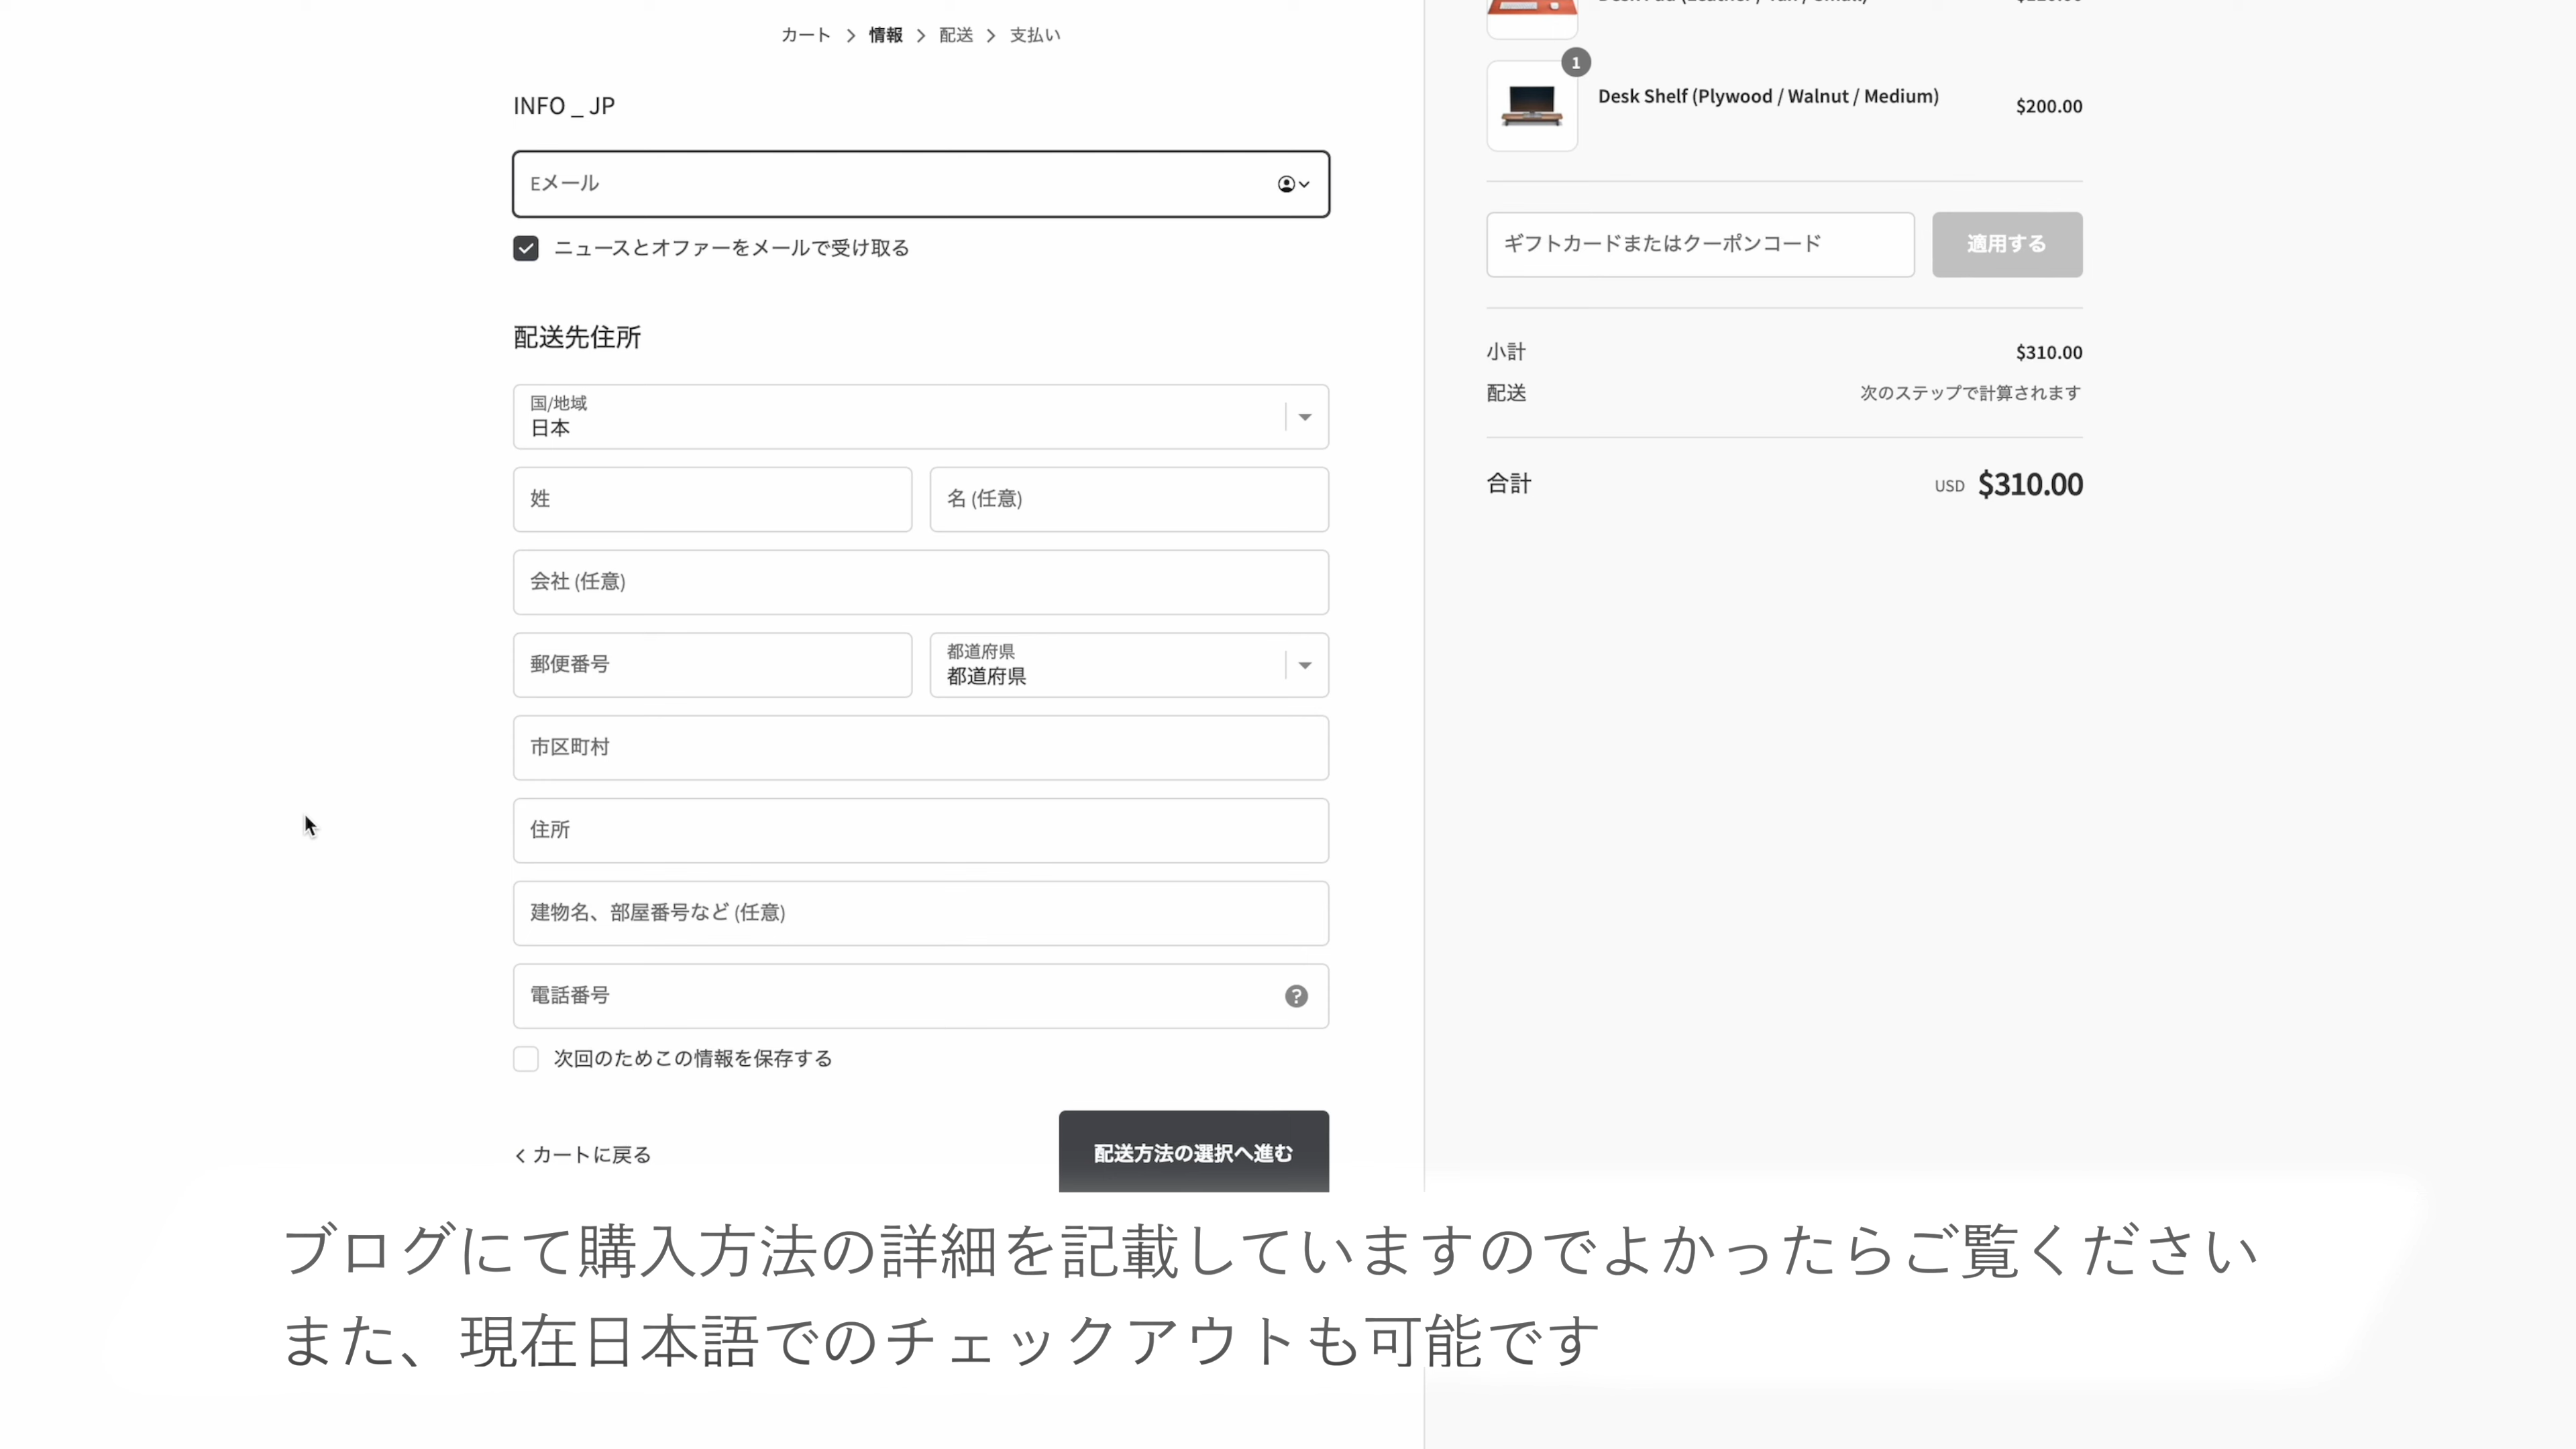 カート > 情報 > 配送 > 支払い
INFO _ JP
Eメール
ニュースとオファーをメールで受け取る
配送先住所
国/地域
日本
姓
名 (任意)
会社 (任意)
郵便番号
都道府県
都道府県
市区町村
住所
建物名、部屋番号など (任意)
電話番号
?
次回のためこの情報を保存する
カートに戻る
配送方法の選択へ進む
1
Desk Shelf (Plywood / Walnut / Medium)
$200.00
ギフトカードまたはクーポンコード
適用する
小計
$310.00
配送
次のステップで計算されます
合計
USD $310.00
ブログにて購入方法の詳細を記載していますのでよかったらご覧ください
また、現在日本語でのチェックアウトも可能です